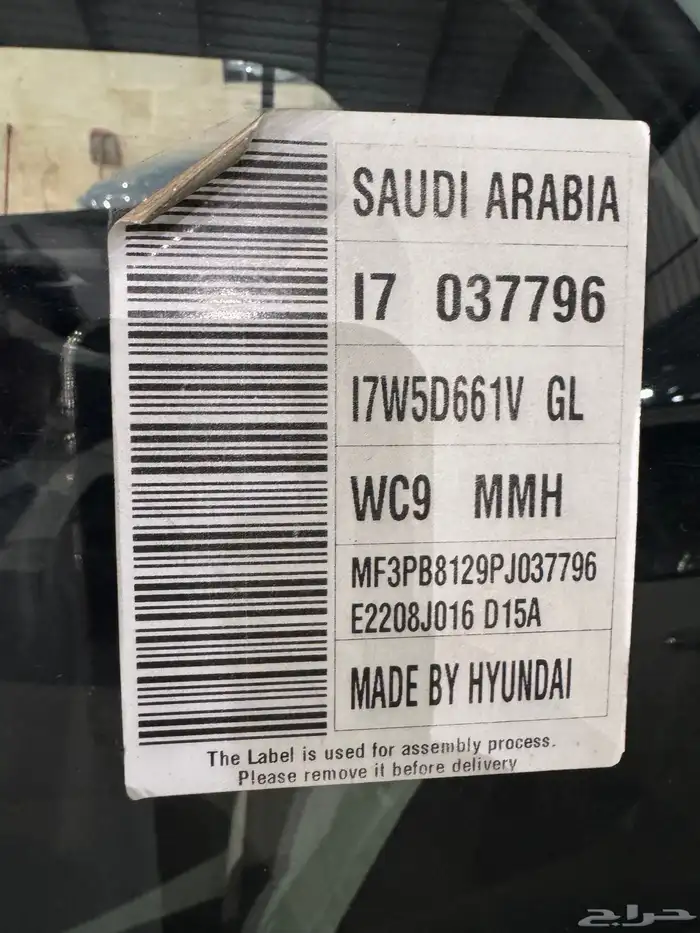 SAUDI ARABIA
I7 037796
I7W5D661V GL
WC9 MMH
MF3PB8129PJ037796
E2208J016 D15A
MADE BY HYUNDAI
The Label is used for assembly process.
Please remove it before delivery
حراج